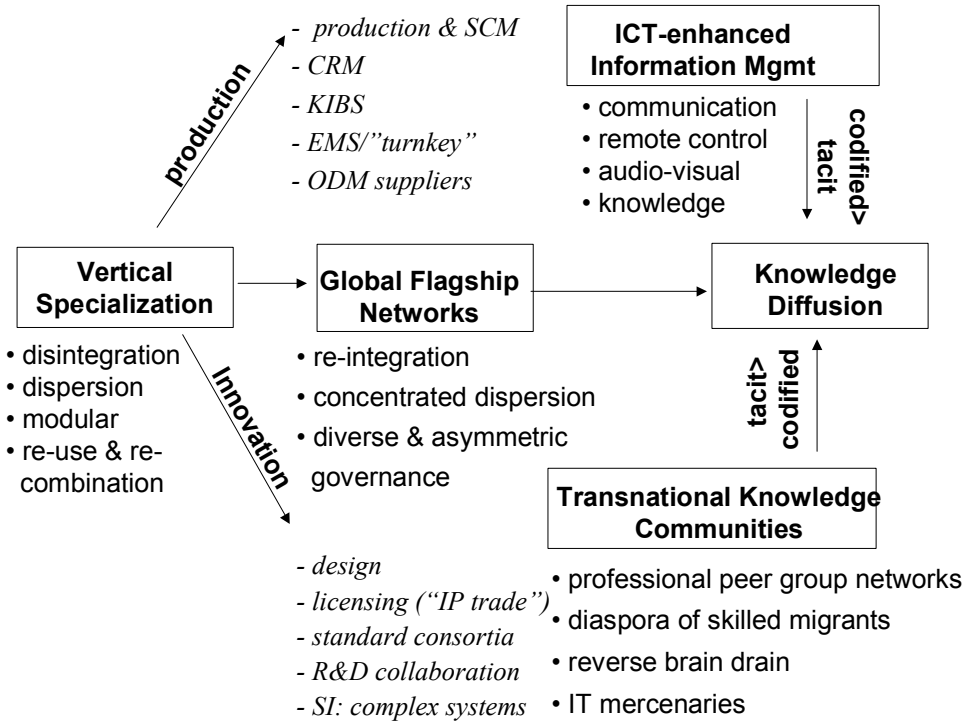 - production & SCM
- CRM
- KIBS
- EMS/”turnkey”
- ODM suppliers
production
ICT-enhanced
Information Mgmt
• communication
• remote control
• audio-visual
• knowledge
codified>
tacit
Vertical
Specialization
• disintegration
• dispersion
• modular
• re-use & re-
combination
Global Flagship
Networks
• re-integration
• concentrated dispersion
• diverse & asymmetric
governance
Knowledge
Diffusion
tacit>
codified
Innovation
- design
- licensing (“IP trade”)
- standard consortia
- R&D collaboration
- SI: complex systems
Transnational Knowledge
Communities
• professional peer group networks
• diaspora of skilled migrants
• reverse brain drain
• IT mercenaries